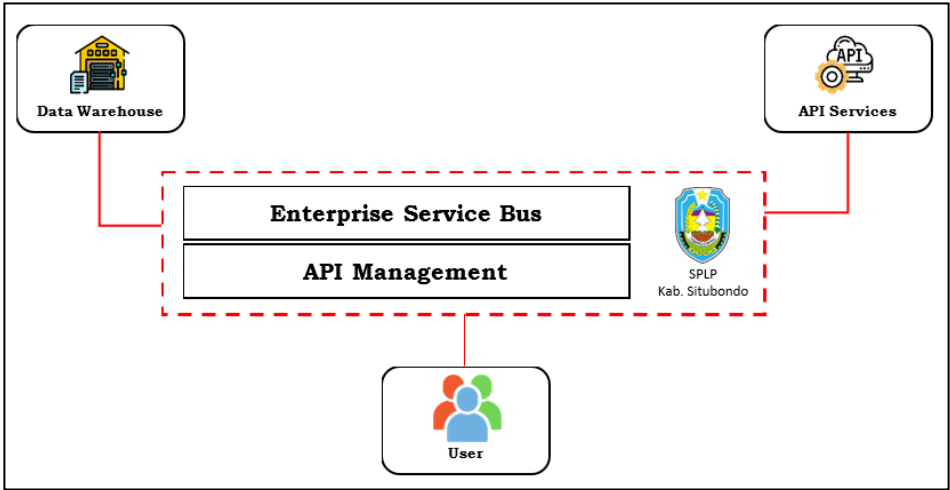 Data Warehouse
API
API Services
Enterprise Service Bus
API Management
SPLP
Kab. Situbondo
User